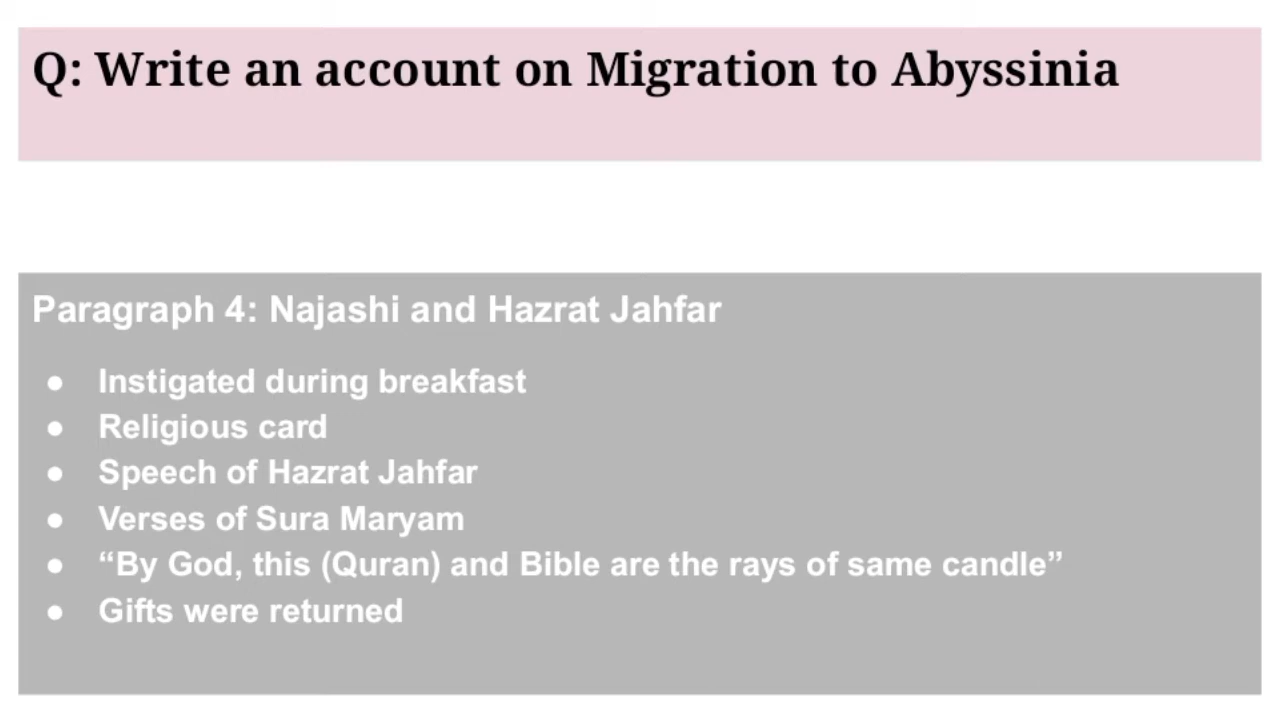 Q: Write an account on Migration to Abyssinia
Paragraph 4: Najashi and Hazrat Jahfar
● Instigated during breakfast
● Religious card
● Speech of Hazrat Jahfar
● Verses of Sura Maryam
● “By God, this (Quran) and Bible are the rays of same candle”
● Gifts were returned